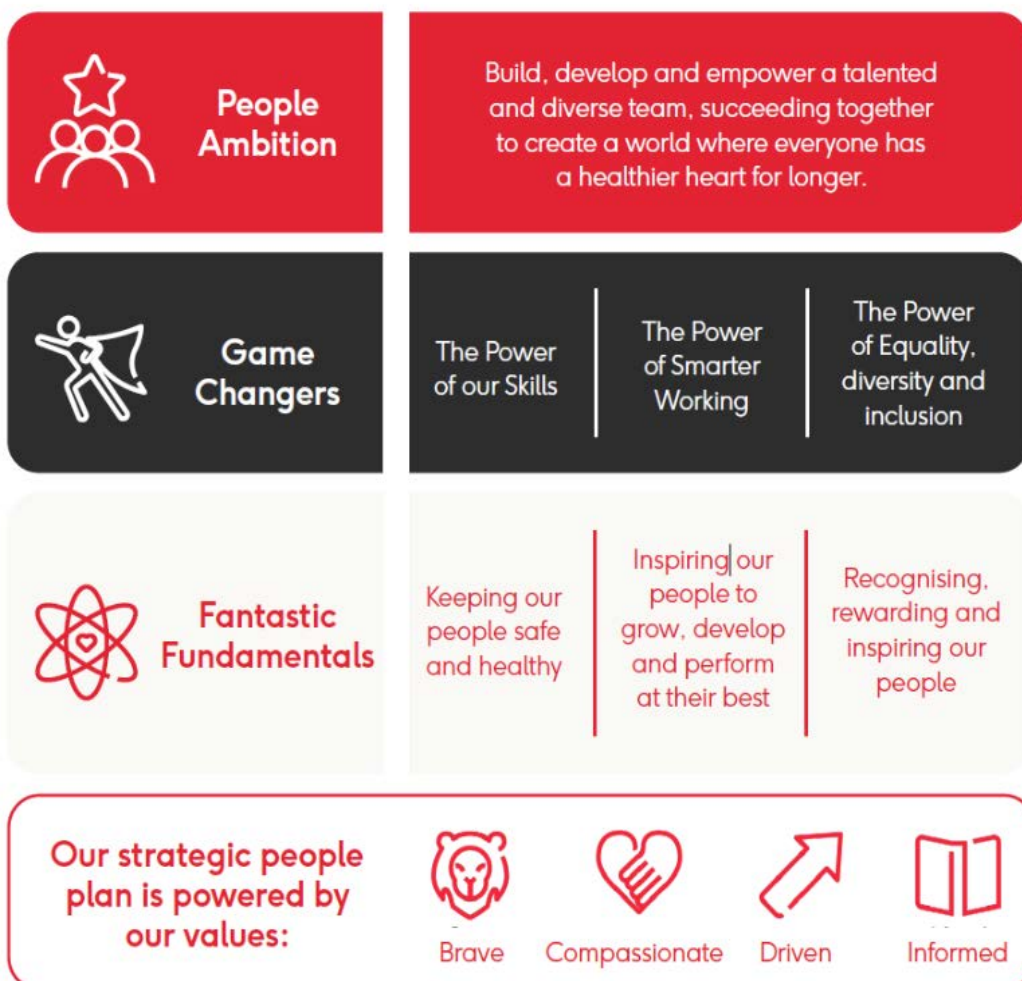 People
Ambition
Build, develop and empower a talented
and diverse team, succeeding together
to create a world where everyone has
a healthier heart for longer.
Game
Changers
The Power
of our Skills
The Power
of Smarter
Working
The Power
of Equality,
diversity and
inclusion
Fantastic
Fundamentals
Keeping our
people safe
and healthy
Inspiring our
people to
grow, develop
and perform
at their best
Recognising,
rewarding and
inspiring our
people
Our strategic people
plan is powered by
our values:
Brave
Compassionate
Driven
Informed